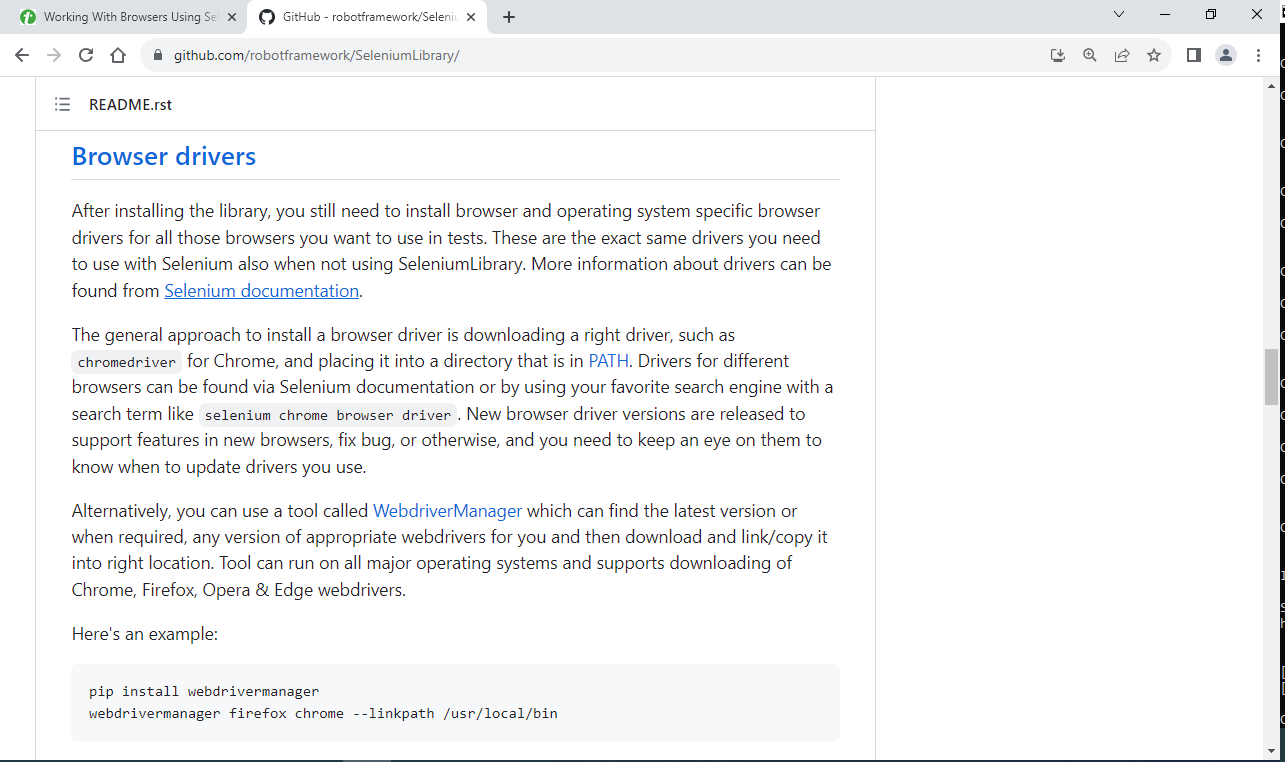 Working With Browsers Using Sel
GitHub - robotframework/Seleniu
github.com/robotframework/SeleniumLibrary/
README.rst
Browser drivers
After installing the library, you still need to install browser and operating system specific browser
drivers for all those browsers you want to use in tests. These are the exact same drivers you need
to use with Selenium also when not using SeleniumLibrary. More information about drivers can be
found from Selenium documentation.
The general approach to install a browser driver is downloading a right driver, such as
chromedriver for Chrome, and placing it into a directory that is in PATH. Drivers for different
browsers can be found via Selenium documentation or by using your favorite search engine with a
search term like selenium chrome browser driver. New browser driver versions are released to
support features in new browsers, fix bug, or otherwise, and you need to keep an eye on them to
know when to update drivers you use.
Alternatively, you can use a tool called WebdriverManager which can find the latest version or
when required, any version of appropriate webdrivers for you and then download and link/copy it
into right location. Tool can run on all major operating systems and supports downloading of
Chrome, Firefox, Opera & Edge webdrivers.
Here's an example:
pip install webdrivermanager
webdrivermanager firefox chrome --linkpath /usr/local/bin